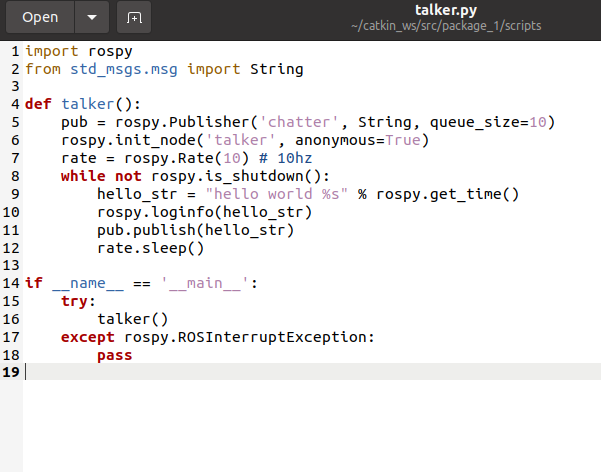 Open
talker.py
~/catkin_ws/src/package_1/scripts
1 import rospy
2 from std_msgs.msg import String
3
4 def talker():
5     pub = rospy.Publisher('chatter', String, queue_size=10)
6     rospy.init_node('talker', anonymous=True)
7     rate = rospy.Rate(10) # 10hz
8     while not rospy.is_shutdown():
9         hello_str = "hello world %s" % rospy.get_time()
10         rospy.loginfo(hello_str)
11         pub.publish(hello_str)
12         rate.sleep()
13
14 if __name__ == '__main__':
15     try:
16         talker()
17     except rospy.ROSInterruptException:
18         pass
19